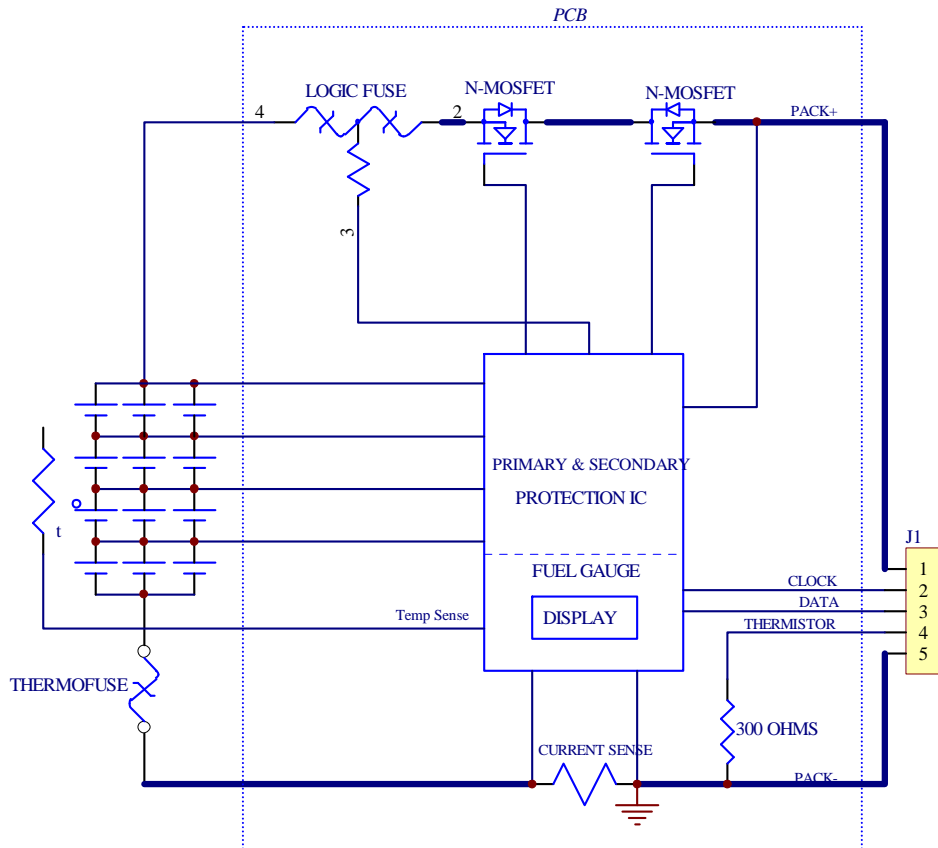 PCB
LOGIC FUSE
N-MOSFET
N-MOSFET
4
2
PACK+
3
PRIMARY & SECONDARY
PROTECTION IC
t
J1
1
FUEL GAUGE
CLOCK
2
DATA
3
Temp Sense
DISPLAY
THERMISTOR
4
5
THERMOFUSE
300 OHMS
CURRENT SENSE
PACK-